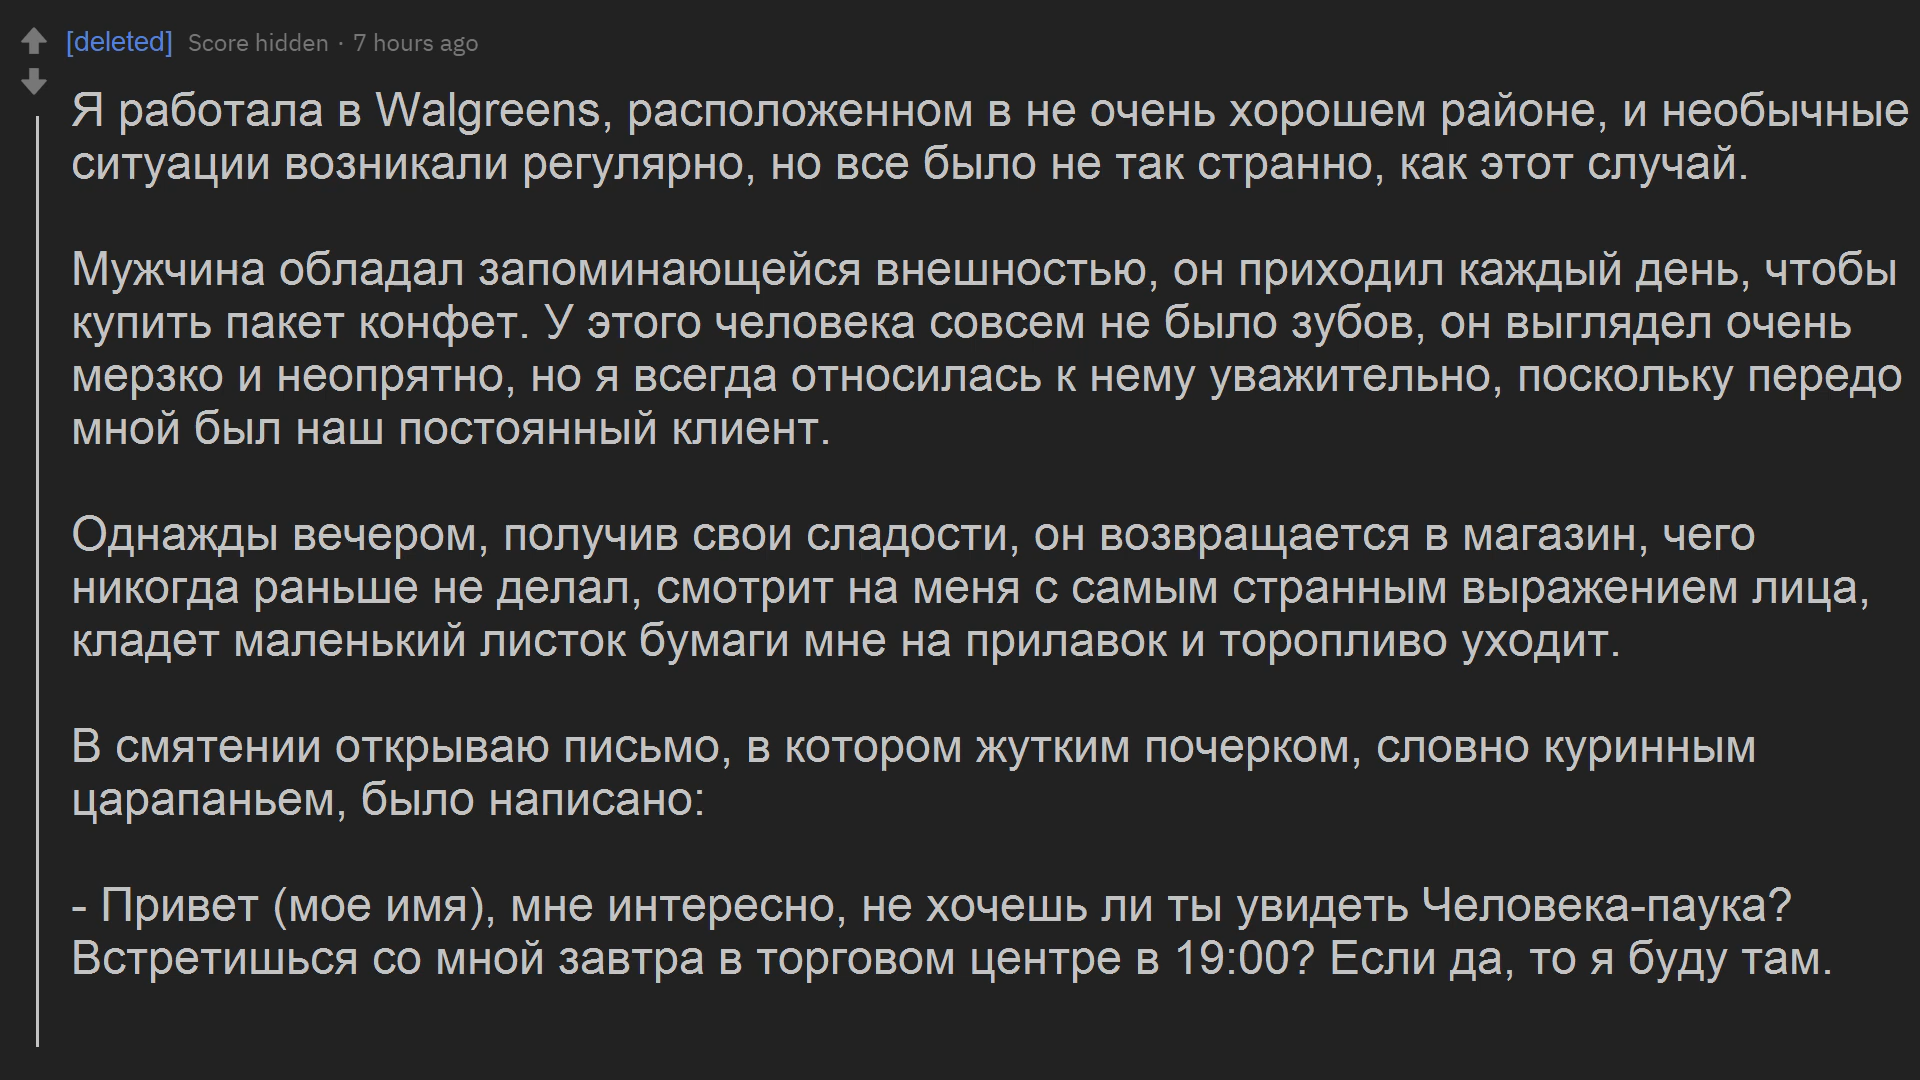 [deleted] Score hidden · 7 hours ago
Я работала в Walgreens, расположенном в не очень хорошем районе, и необычные
ситуации возникали регулярно, но все было не так странно, как этот случай.
Мужчина обладал запоминающейся внешностью, он приходил каждый день, чтобы
купить пакет конфет. У этого человека совсем не было зубов, он выглядел очень
мерзко и неопрятно, но я всегда относилась к нему уважительно, поскольку передо
мной был наш постоянный клиент.
Однажды вечером, получив свои сладости, он возвращается в магазин, чего
никогда раньше не делал, смотрит на меня с самым странным выражением лица,
кладет маленький листок бумаги мне на прилавок и торопливо уходит.
В смятении открываю письмо, в котором жутким почерком, словно куринным
царапаньем, было написано:
- Привет (мое имя), мне интересно, не хочешь ли ты увидеть Человека-паука?
Встретишься со мной завтра в торговом центре в 19:00? Если да, то я буду там.